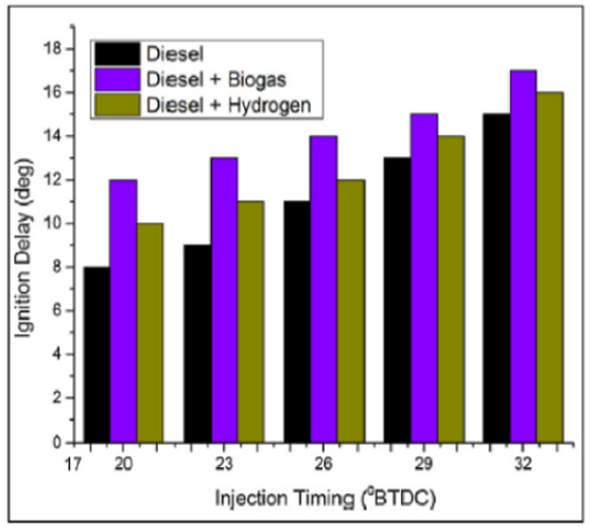 Diesel
Diesel + Biogas
Diesel + Hydrogen
Ignition Delay (deg)
18
16
14
12
10
8
6
4
2
0
17 20 23 26 29 32
Injection Timing (⁰BTDC)